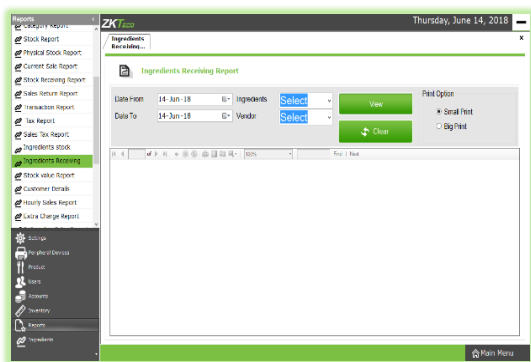 Reports
Category Report
Stock Report
Physical Stock Report
Current Sale Report
Stock Receiving Report
Sales Return Report
Transaction Report
Tax Report
Sales Tax Report
Ingredients stock
Ingredients Receiving
Stock value Report
Customer Details
Hourly Sales Report
Extra Charge Report
Settings
Peripheral Devices
Product
Users
Accounts
Inventory
Reports
Ingredients
ZKTeco
Thursday, June 14, 2018
Ingredients
Receiving...
x
Ingredients Receiving Report
Date From
14-Jun-18
Ingredients
Select
View
Date To
14-Jun-18
Vendor
Select
Clear
Print Option
Small Print
Big Print
of
100%
Find | Next
Main Menu